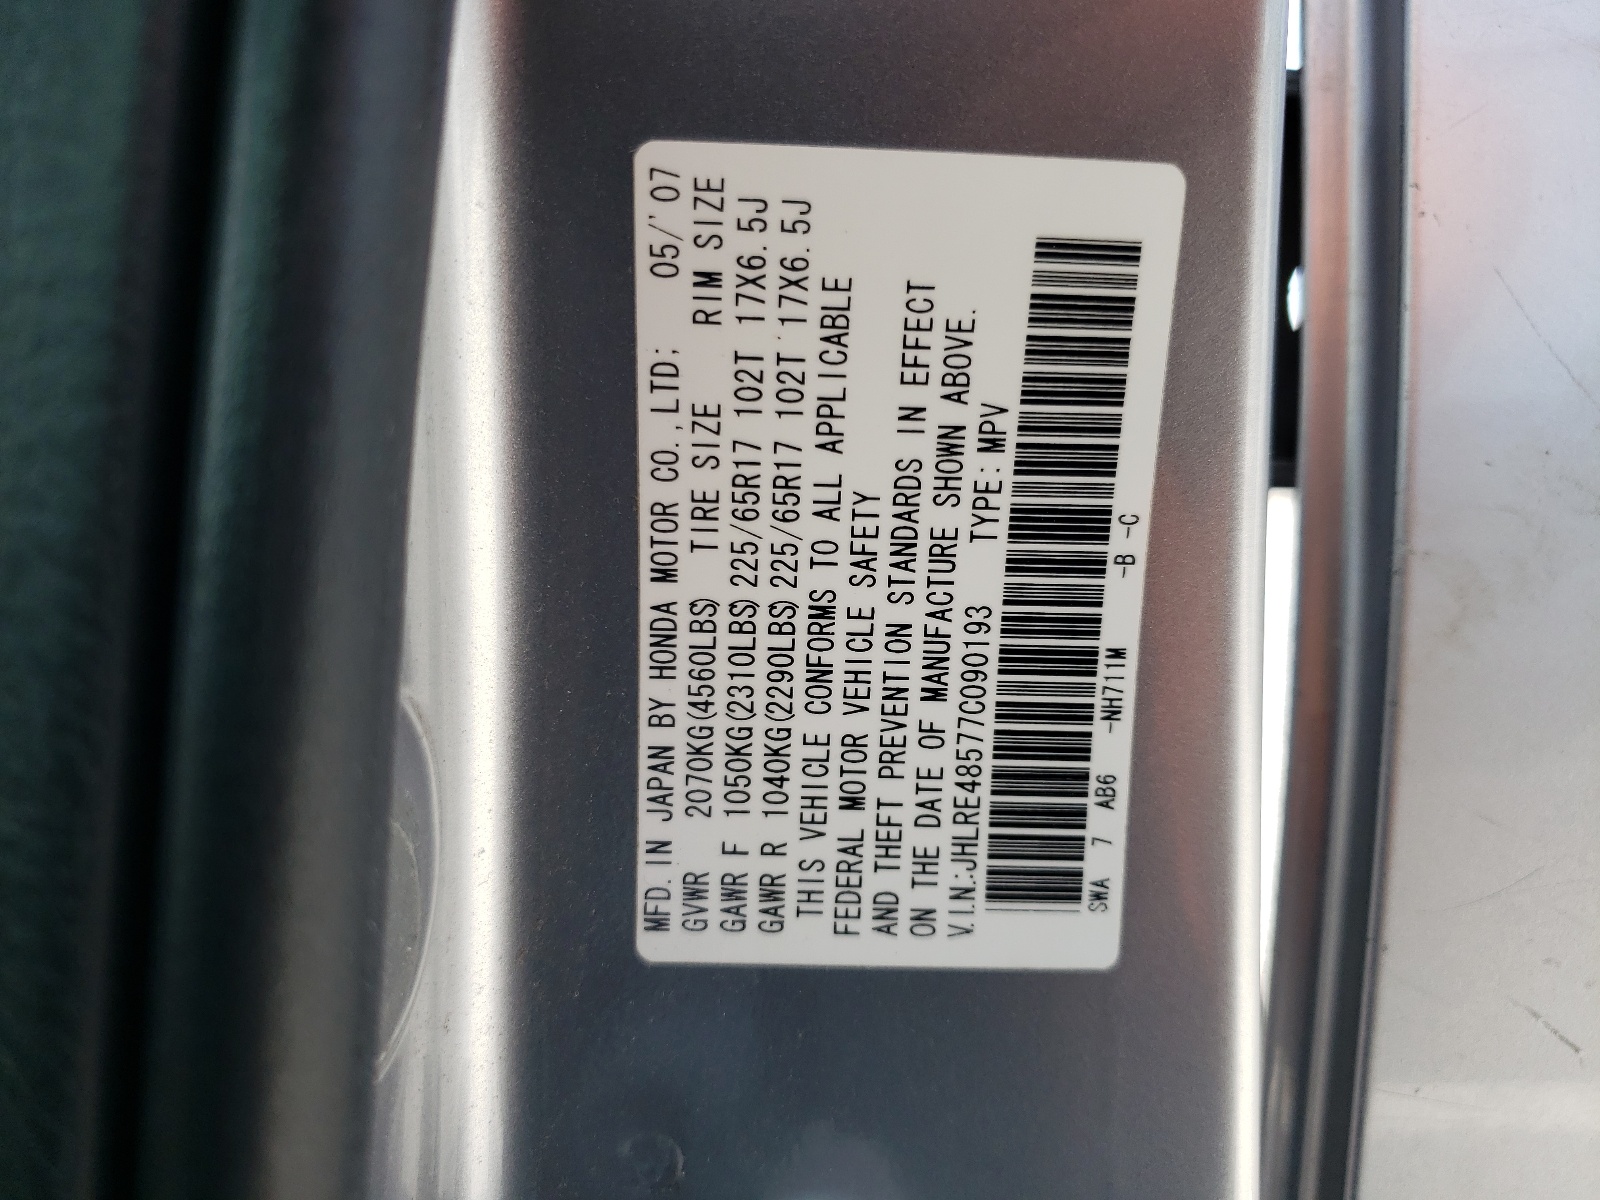 MFD. IN JAPAN BY HONDA MOTOR CO., LTD; 05/'07
GVWR 2070KG(4560LBS) TIRE SIZE RIM SIZE
GAWR F 1050KG(2310LBS) 225/65R17 102T 17X6.5J
GAWR R 1040KG(2290LBS) 225/65R17 102T 17X6.5J
THIS VEHICLE CONFORMS TO ALL APPLICABLE
FEDERAL MOTOR VEHICLE SAFETY
AND THEFT PREVENTION STANDARDS IN EFFECT
ON THE DATE OF MANUFACTURE SHOWN ABOVE.
V.I.N.:JHLRE48577C090193 TYPE:MPV
SWA 7 AB6 -NH711M -B -C